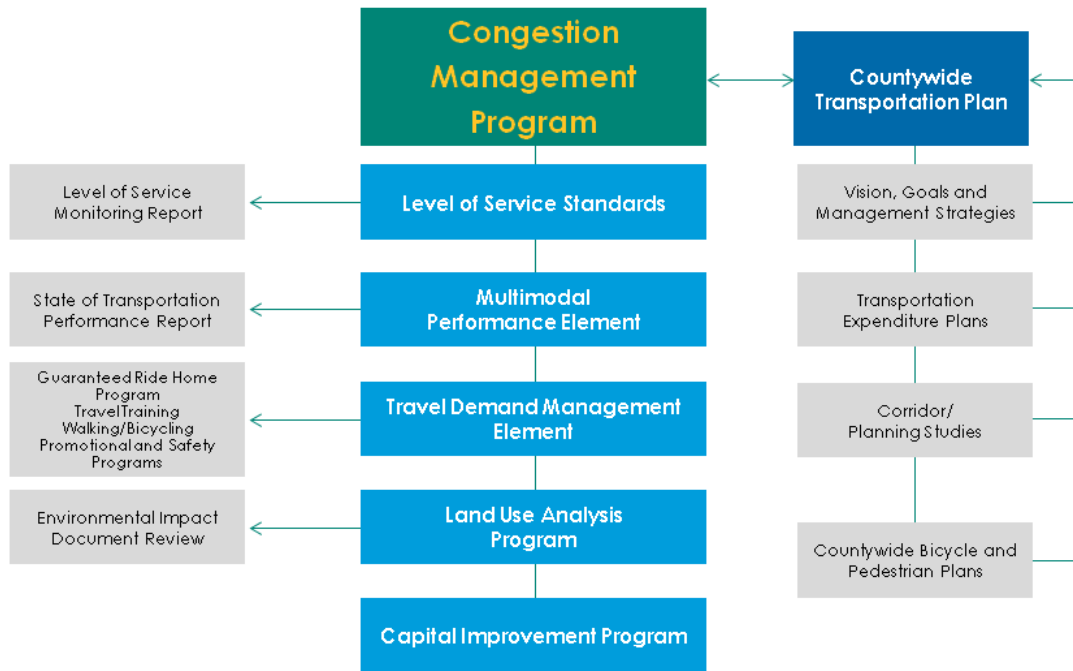 Congestion
Management
Program
Countywide
Transportation Plan
Level of Service
Monitoring Report
Level of Service Standards
Vision, Goals and
Management Strategies
State of Transportation
Performance Report
Multimodal
Performance Element
Transportation
Expenditure Plans
Guaranteed Ride Home
Program
Travel Training
Walking/Bicycling
Promotional and Safety
Programs
Travel Demand Management
Element
Corridor/
Planning Studies
Environmental Impact
Document Review
Land Use Analysis
Program
Countywide Bicycle and
Pedestrian Plans
Capital Improvement Program